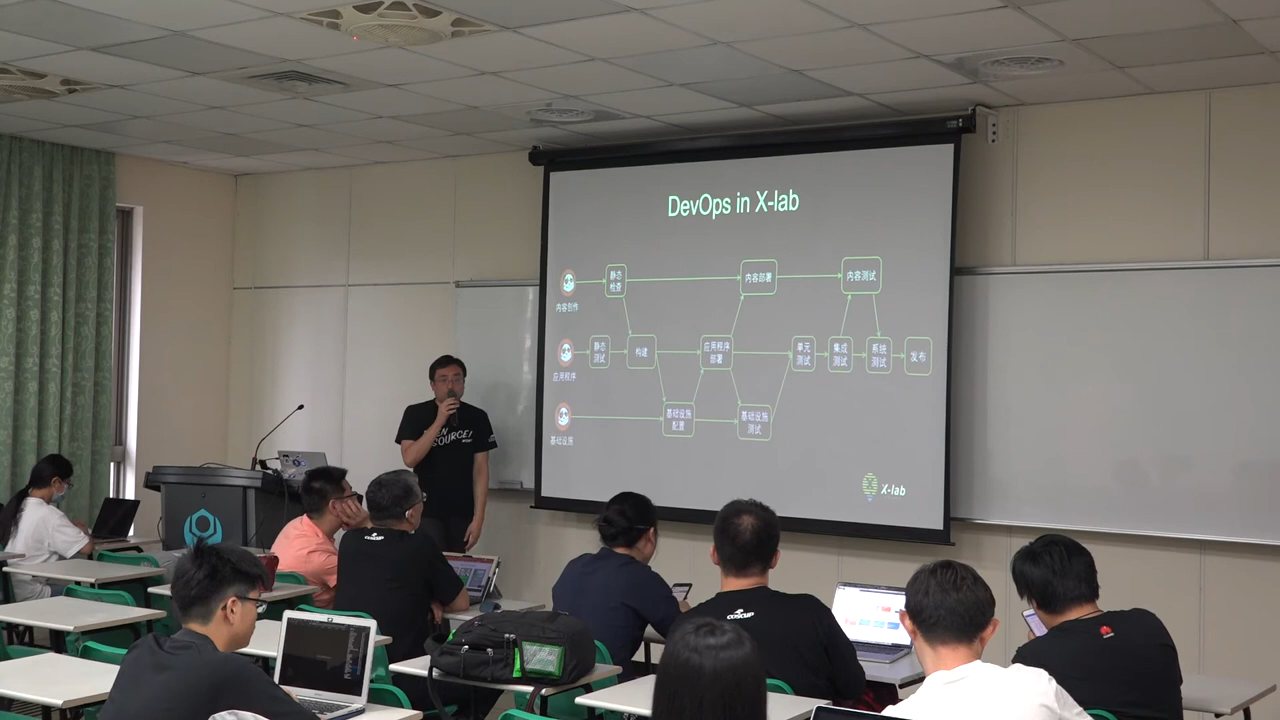 DevOps in X-lab
静态
检查
内容部署
内容测试
内容创作
静态
测试
构建
应用程序
部署
单元
测试
集成
测试
系统
测试
发布
应用程序
基础设施
配置
基础设施
测试
基础设施
X-lab
SOURCE!
COSCUP
COSCUP